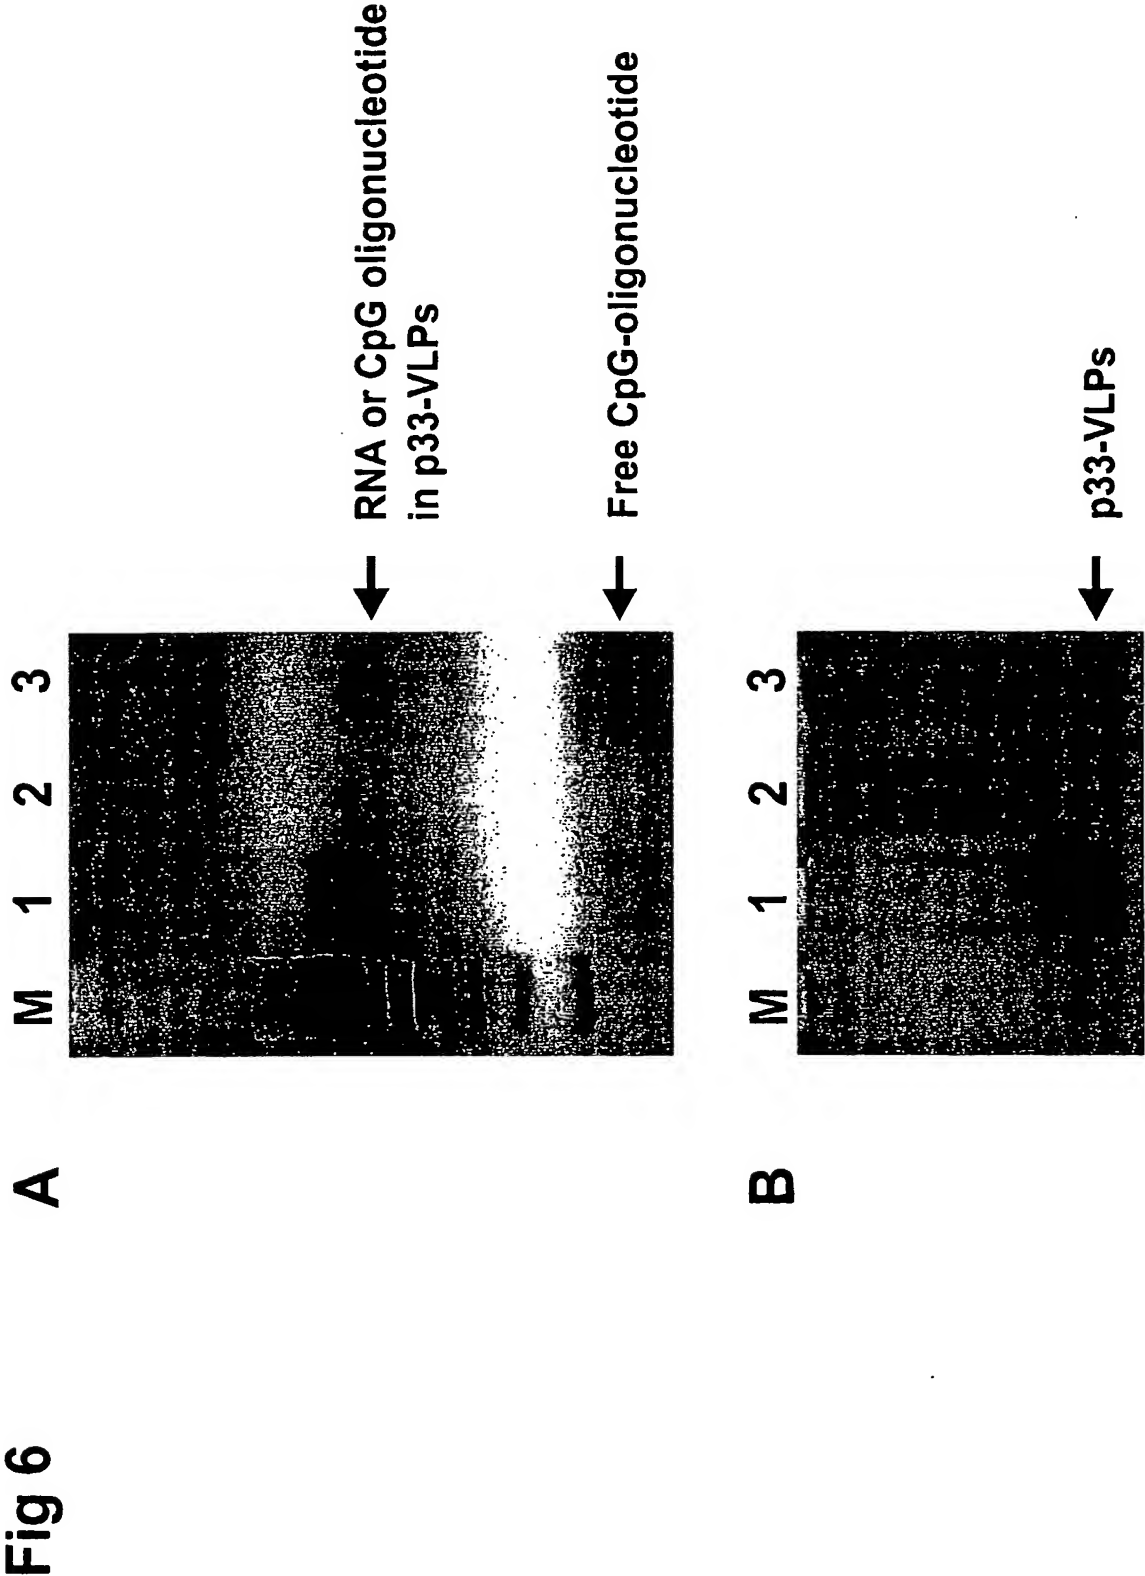 Fig 6
A
M 1 2 3
RNA or CpG oligonucleotide
in p33-VLPs
Free CpG-oligonucleotide
B
M 1 2 3
p33-VLPs